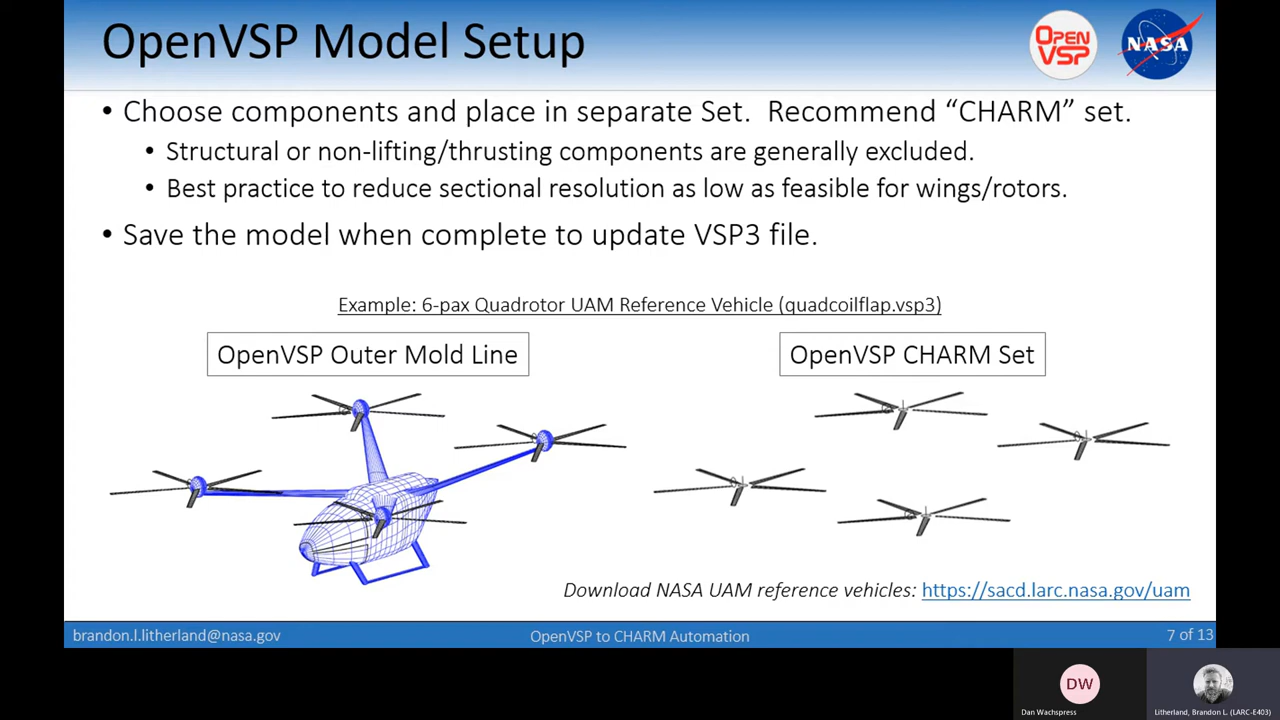 OpenVSP Model Setup
OPEN
VSP
NASA
• Choose components and place in separate Set.  Recommend “CHARM” set.
• Structural or non-lifting/thrusting components are generally excluded.
• Best practice to reduce sectional resolution as low as feasible for wings/rotors.
• Save the model when complete to update VSP3 file.
Example: 6-pax Quadrotor UAM Reference Vehicle (quadcoilflap.vsp3)
OpenVSP Outer Mold Line
OpenVSP CHARM Set
Download NASA UAM reference vehicles: https://sacd.larc.nasa.gov/uam
brandon.l.litherland@nasa.gov
OpenVSP to CHARM Automation
7 of 13
DW
Dan Wachspress
Litherland, Brandon L. (LARC-E403)